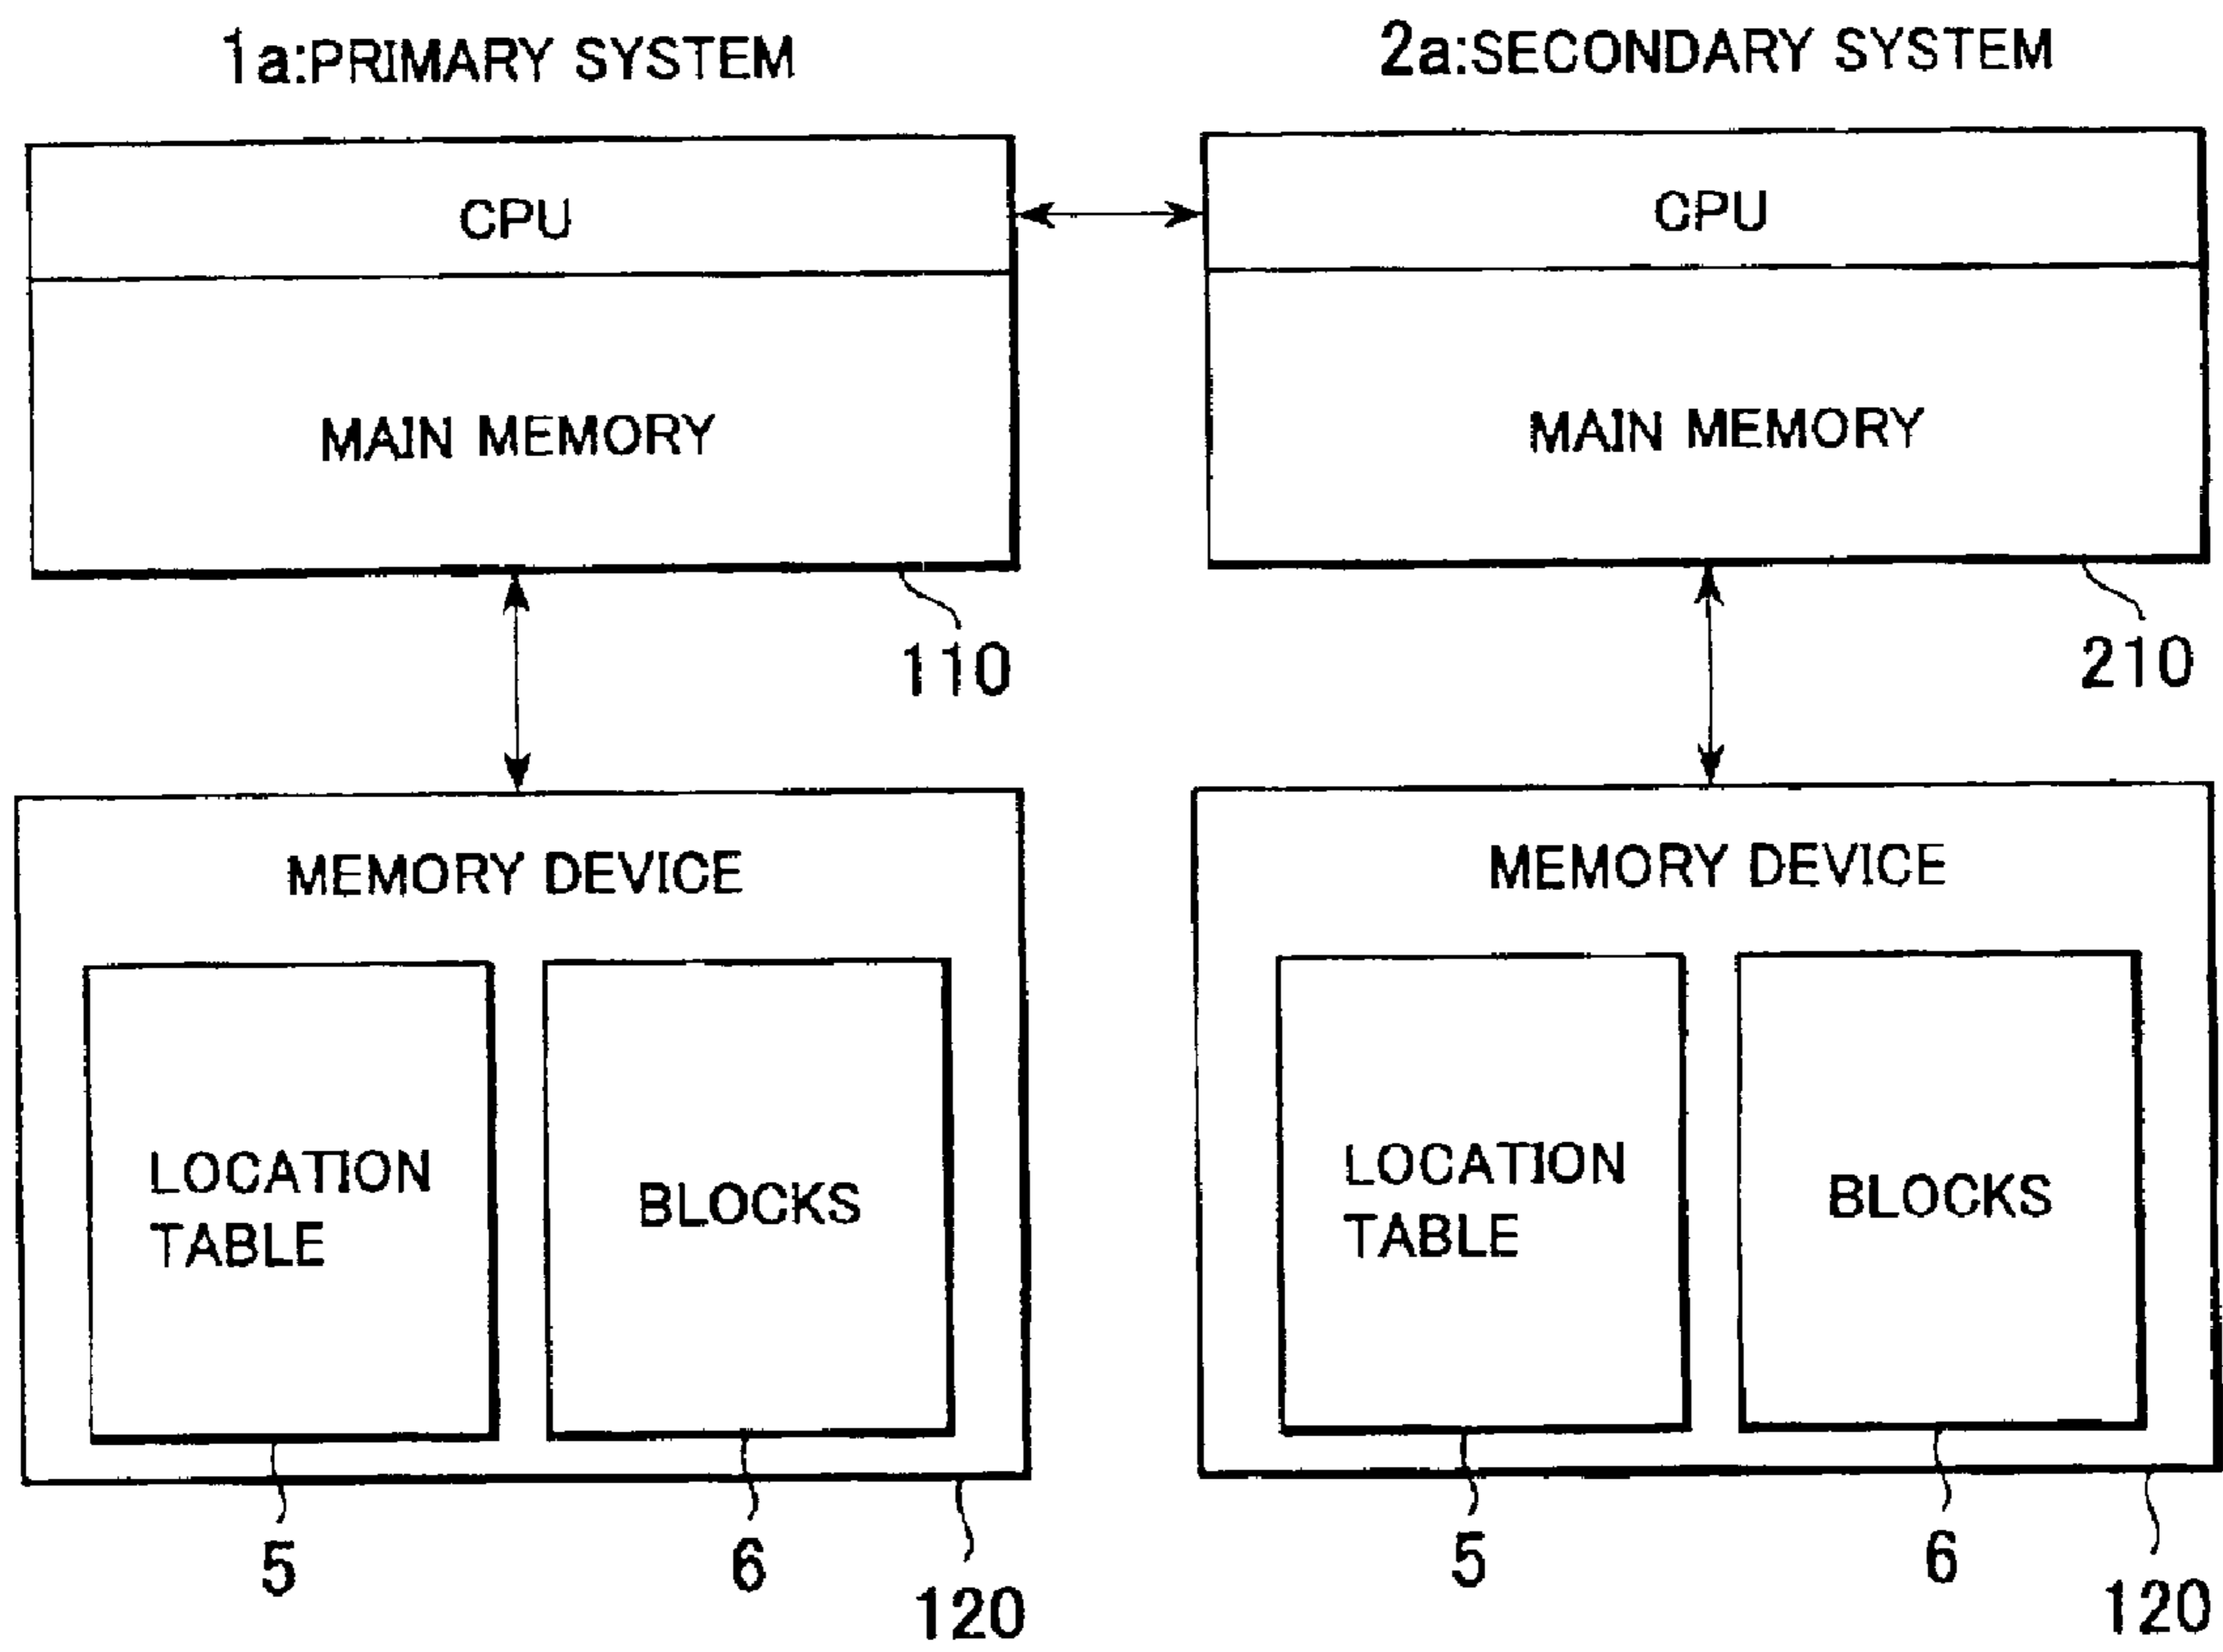 1a:PRIMARY SYSTEM
CPU
MAIN MEMORY
110
MEMORY DEVICE
LOCATION
TABLE
BLOCKS
5
6
120
2a:SECONDARY SYSTEM
CPU
MAIN MEMORY
210
MEMORY DEVICE
LOCATION
TABLE
BLOCKS
5
6
120